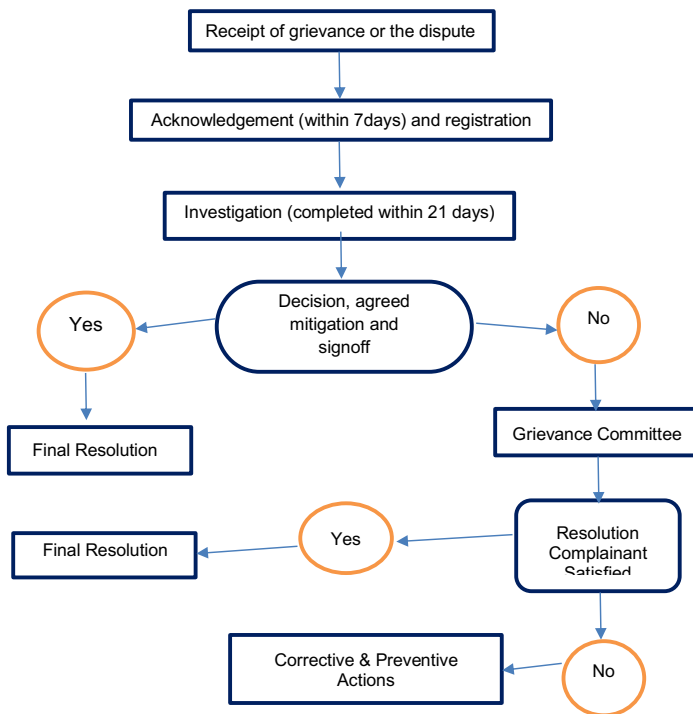 Receipt of grievance or the dispute
Acknowledgement (within 7days) and registration
Investigation (completed within 21 days)
Decision, agreed
mitigation and
signoff
Yes
No
Final Resolution
Grievance Committee
Resolution
Complainant
Satisfied
Yes
Final Resolution
No
Corrective & Preventive
Actions